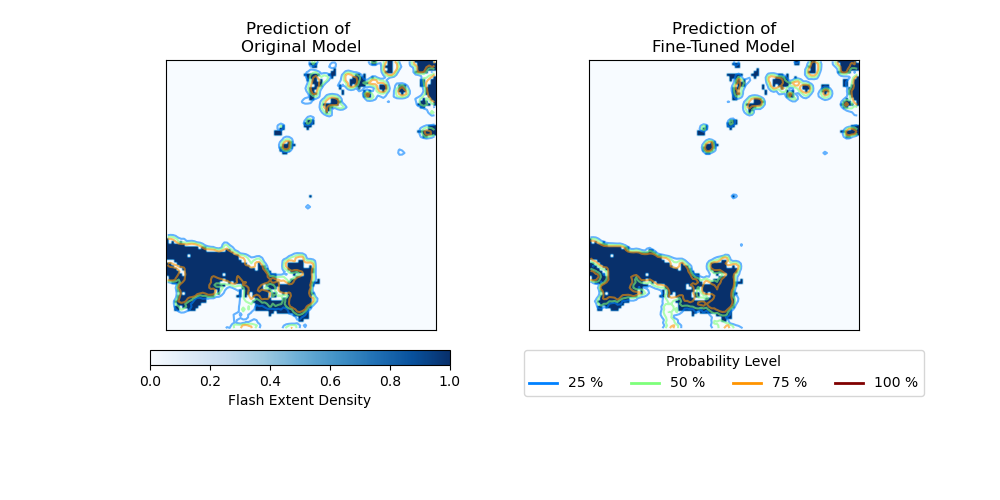 Prediction of
Original Model
Prediction of
Fine-Tuned Model
0.0 0.2 0.4 0.6 0.8 1.0
Flash Extent Density
Probability Level
25 % 50 % 75 % 100 %